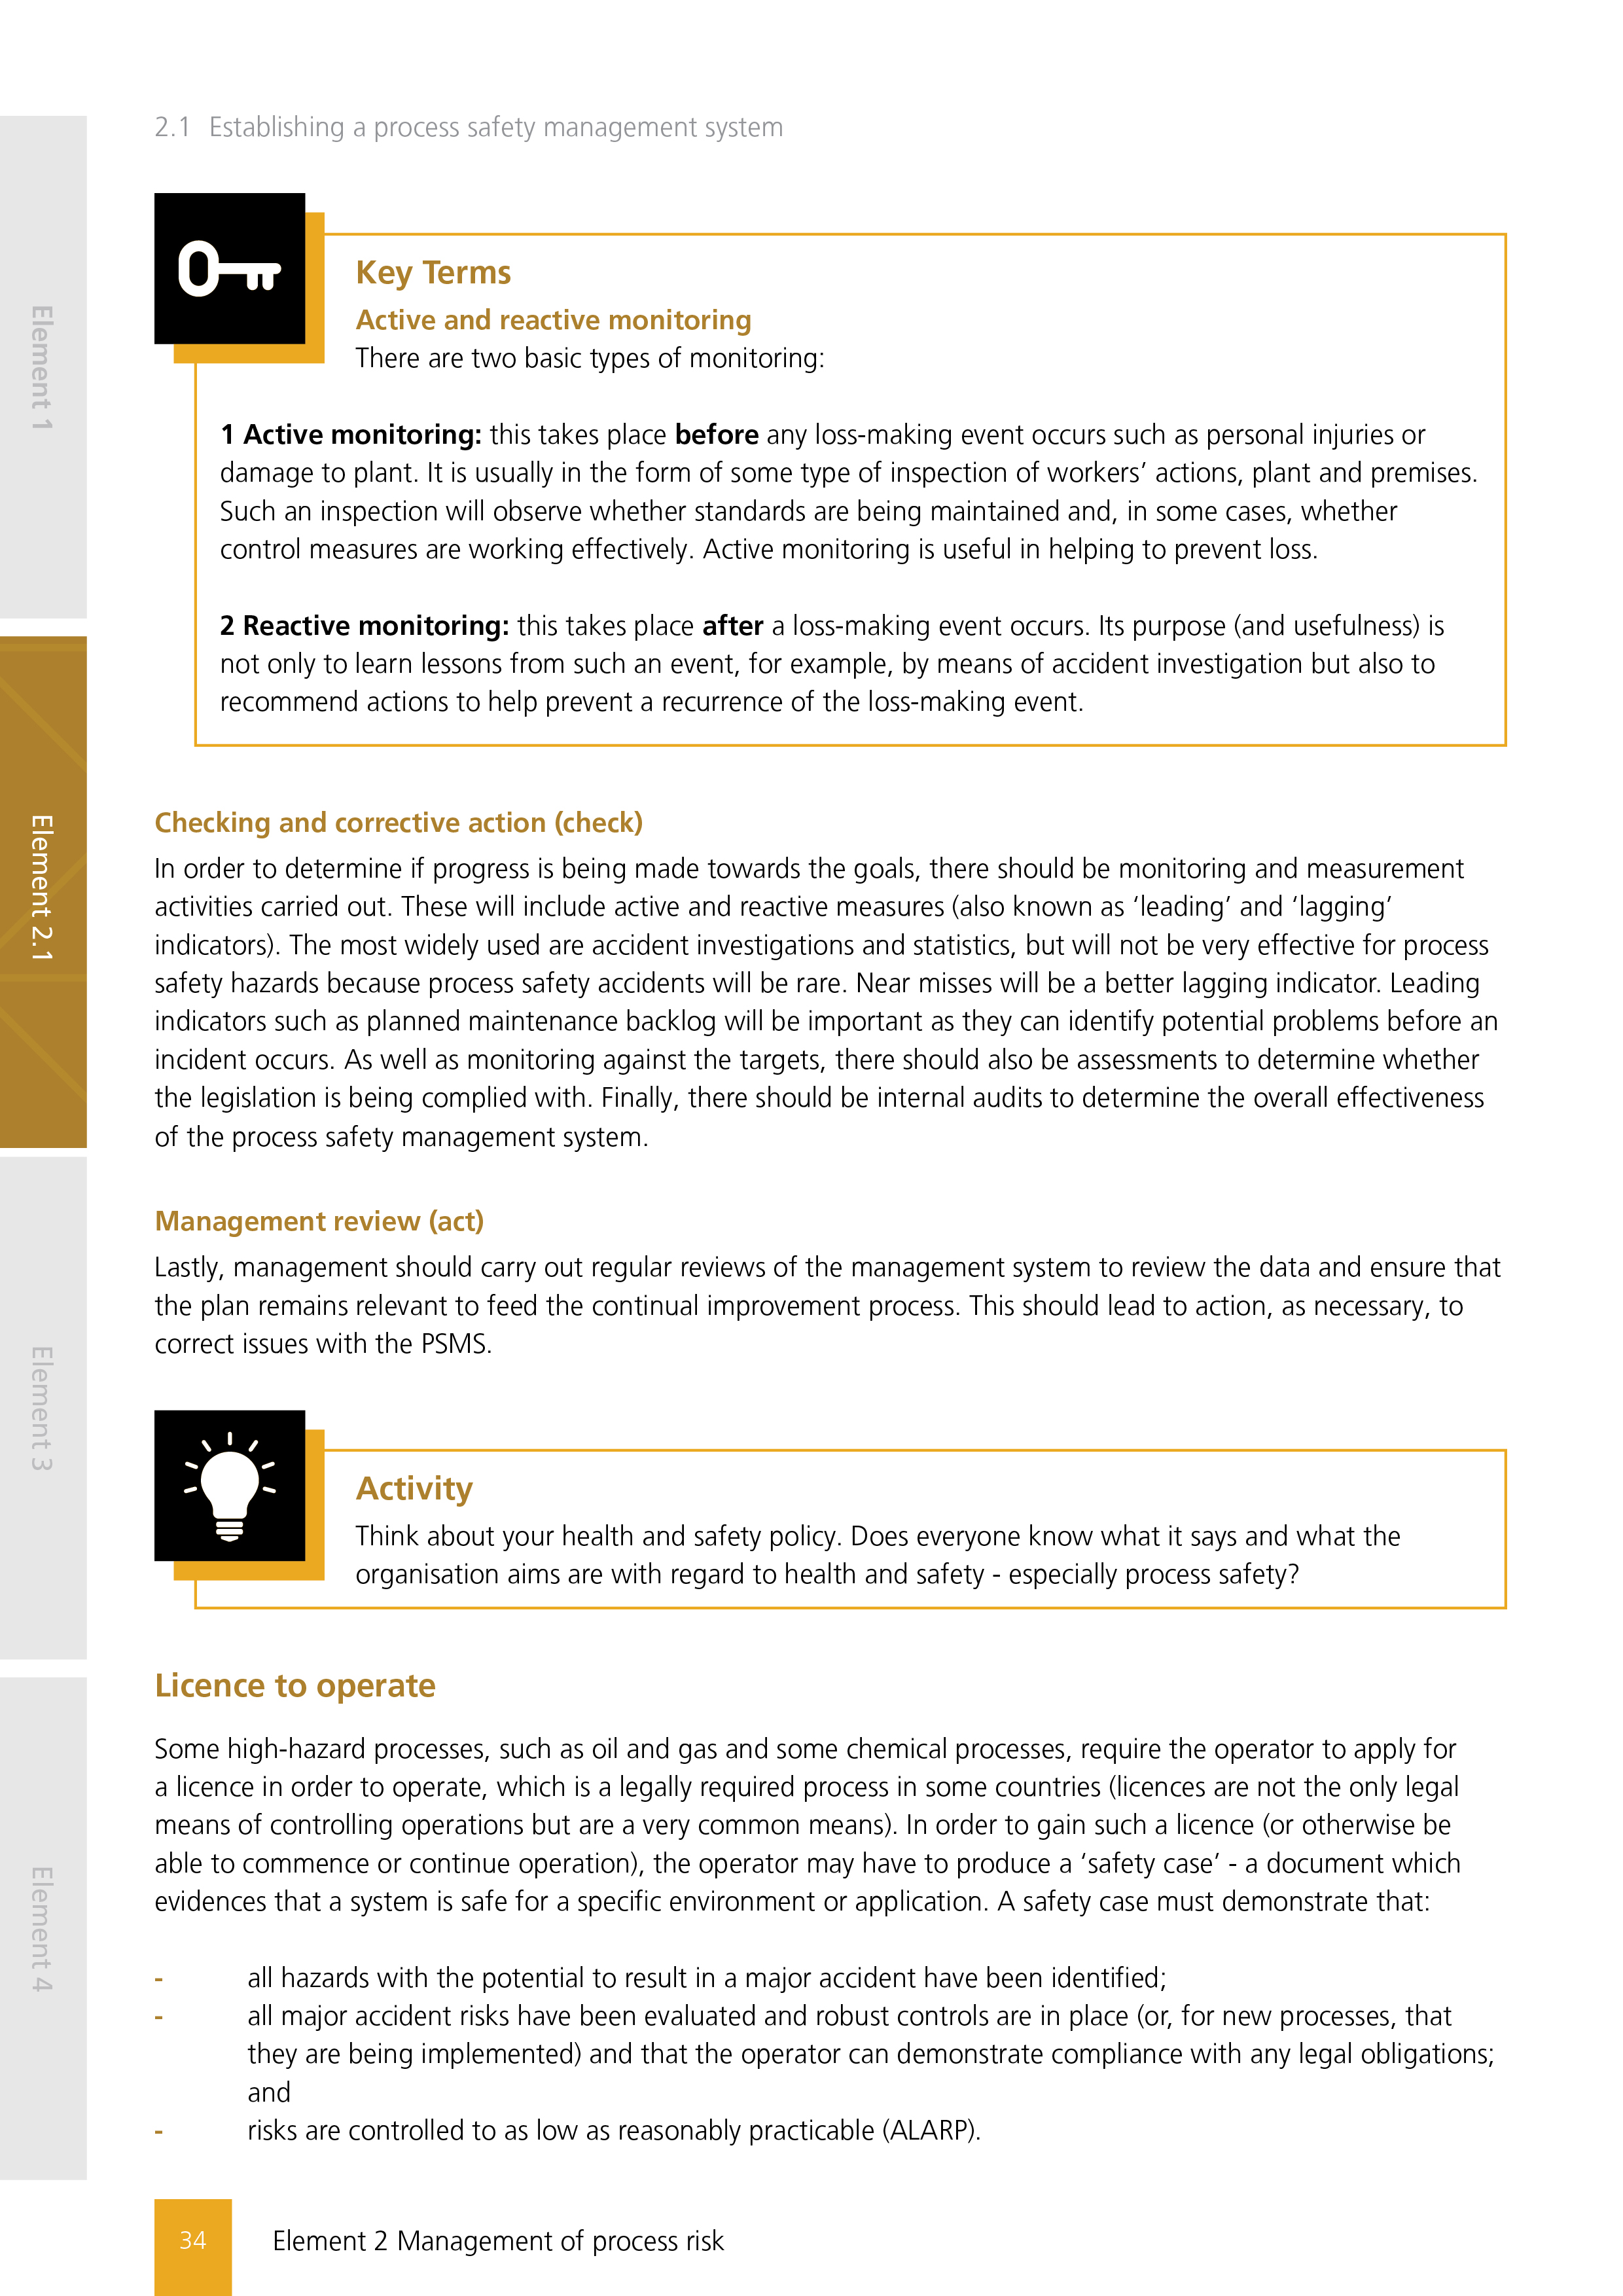 2.1 Establishing a process safety management system
Key Terms
Active and reactive monitoring
There are two basic types of monitoring:
1 Active monitoring: this takes place before any loss-making event occurs such as personal injuries or
damage to plant. It is usually in the form of some type of inspection of workers’ actions, plant and premises.
Such an inspection will observe whether standards are being maintained and, in some cases, whether
control measures are working effectively. Active monitoring is useful in helping to prevent loss.
2 Reactive monitoring: this takes place after a loss-making event occurs. Its purpose (and usefulness) is
not only to learn lessons from such an event, for example, by means of accident investigation but also to
recommend actions to help prevent a recurrence of the loss-making event.
Checking and corrective action (check)
In order to determine if progress is being made towards the goals, there should be monitoring and measurement
activities carried out. These will include active and reactive measures (also known as ‘leading’ and ‘lagging’
indicators). The most widely used are accident investigations and statistics, but will not be very effective for process
safety hazards because process safety accidents will be rare. Near misses will be a better lagging indicator. Leading
indicators such as planned maintenance backlog will be important as they can identify potential problems before an
incident occurs. As well as monitoring against the targets, there should also be assessments to determine whether
the legislation is being complied with. Finally, there should be internal audits to determine the overall effectiveness
of the process safety management system.
Management review (act)
Lastly, management should carry out regular reviews of the management system to review the data and ensure that
the plan remains relevant to feed the continual improvement process. This should lead to action, as necessary, to
correct issues with the PSMS.
Activity
Think about your health and safety policy. Does everyone know what it says and what the
organisation aims are with regard to health and safety - especially process safety?
Licence to operate
Some high-hazard processes, such as oil and gas and some chemical processes, require the operator to apply for
a licence in order to operate, which is a legally required process in some countries (licences are not the only legal
means of controlling operations but are a very common means). In order to gain such a licence (or otherwise be
able to commence or continue operation), the operator may have to produce a ‘safety case’ - a document which
evidences that a system is safe for a specific environment or application. A safety case must demonstrate that:
- all hazards with the potential to result in a major accident have been identified;
- all major accident risks have been evaluated and robust controls are in place (or, for new processes, that
they are being implemented) and that the operator can demonstrate compliance with any legal obligations;
and
- risks are controlled to as low as reasonably practicable (ALARP).
34 Element 2 Management of process risk
Element 1
Element 2.1
Element 3
Element 4